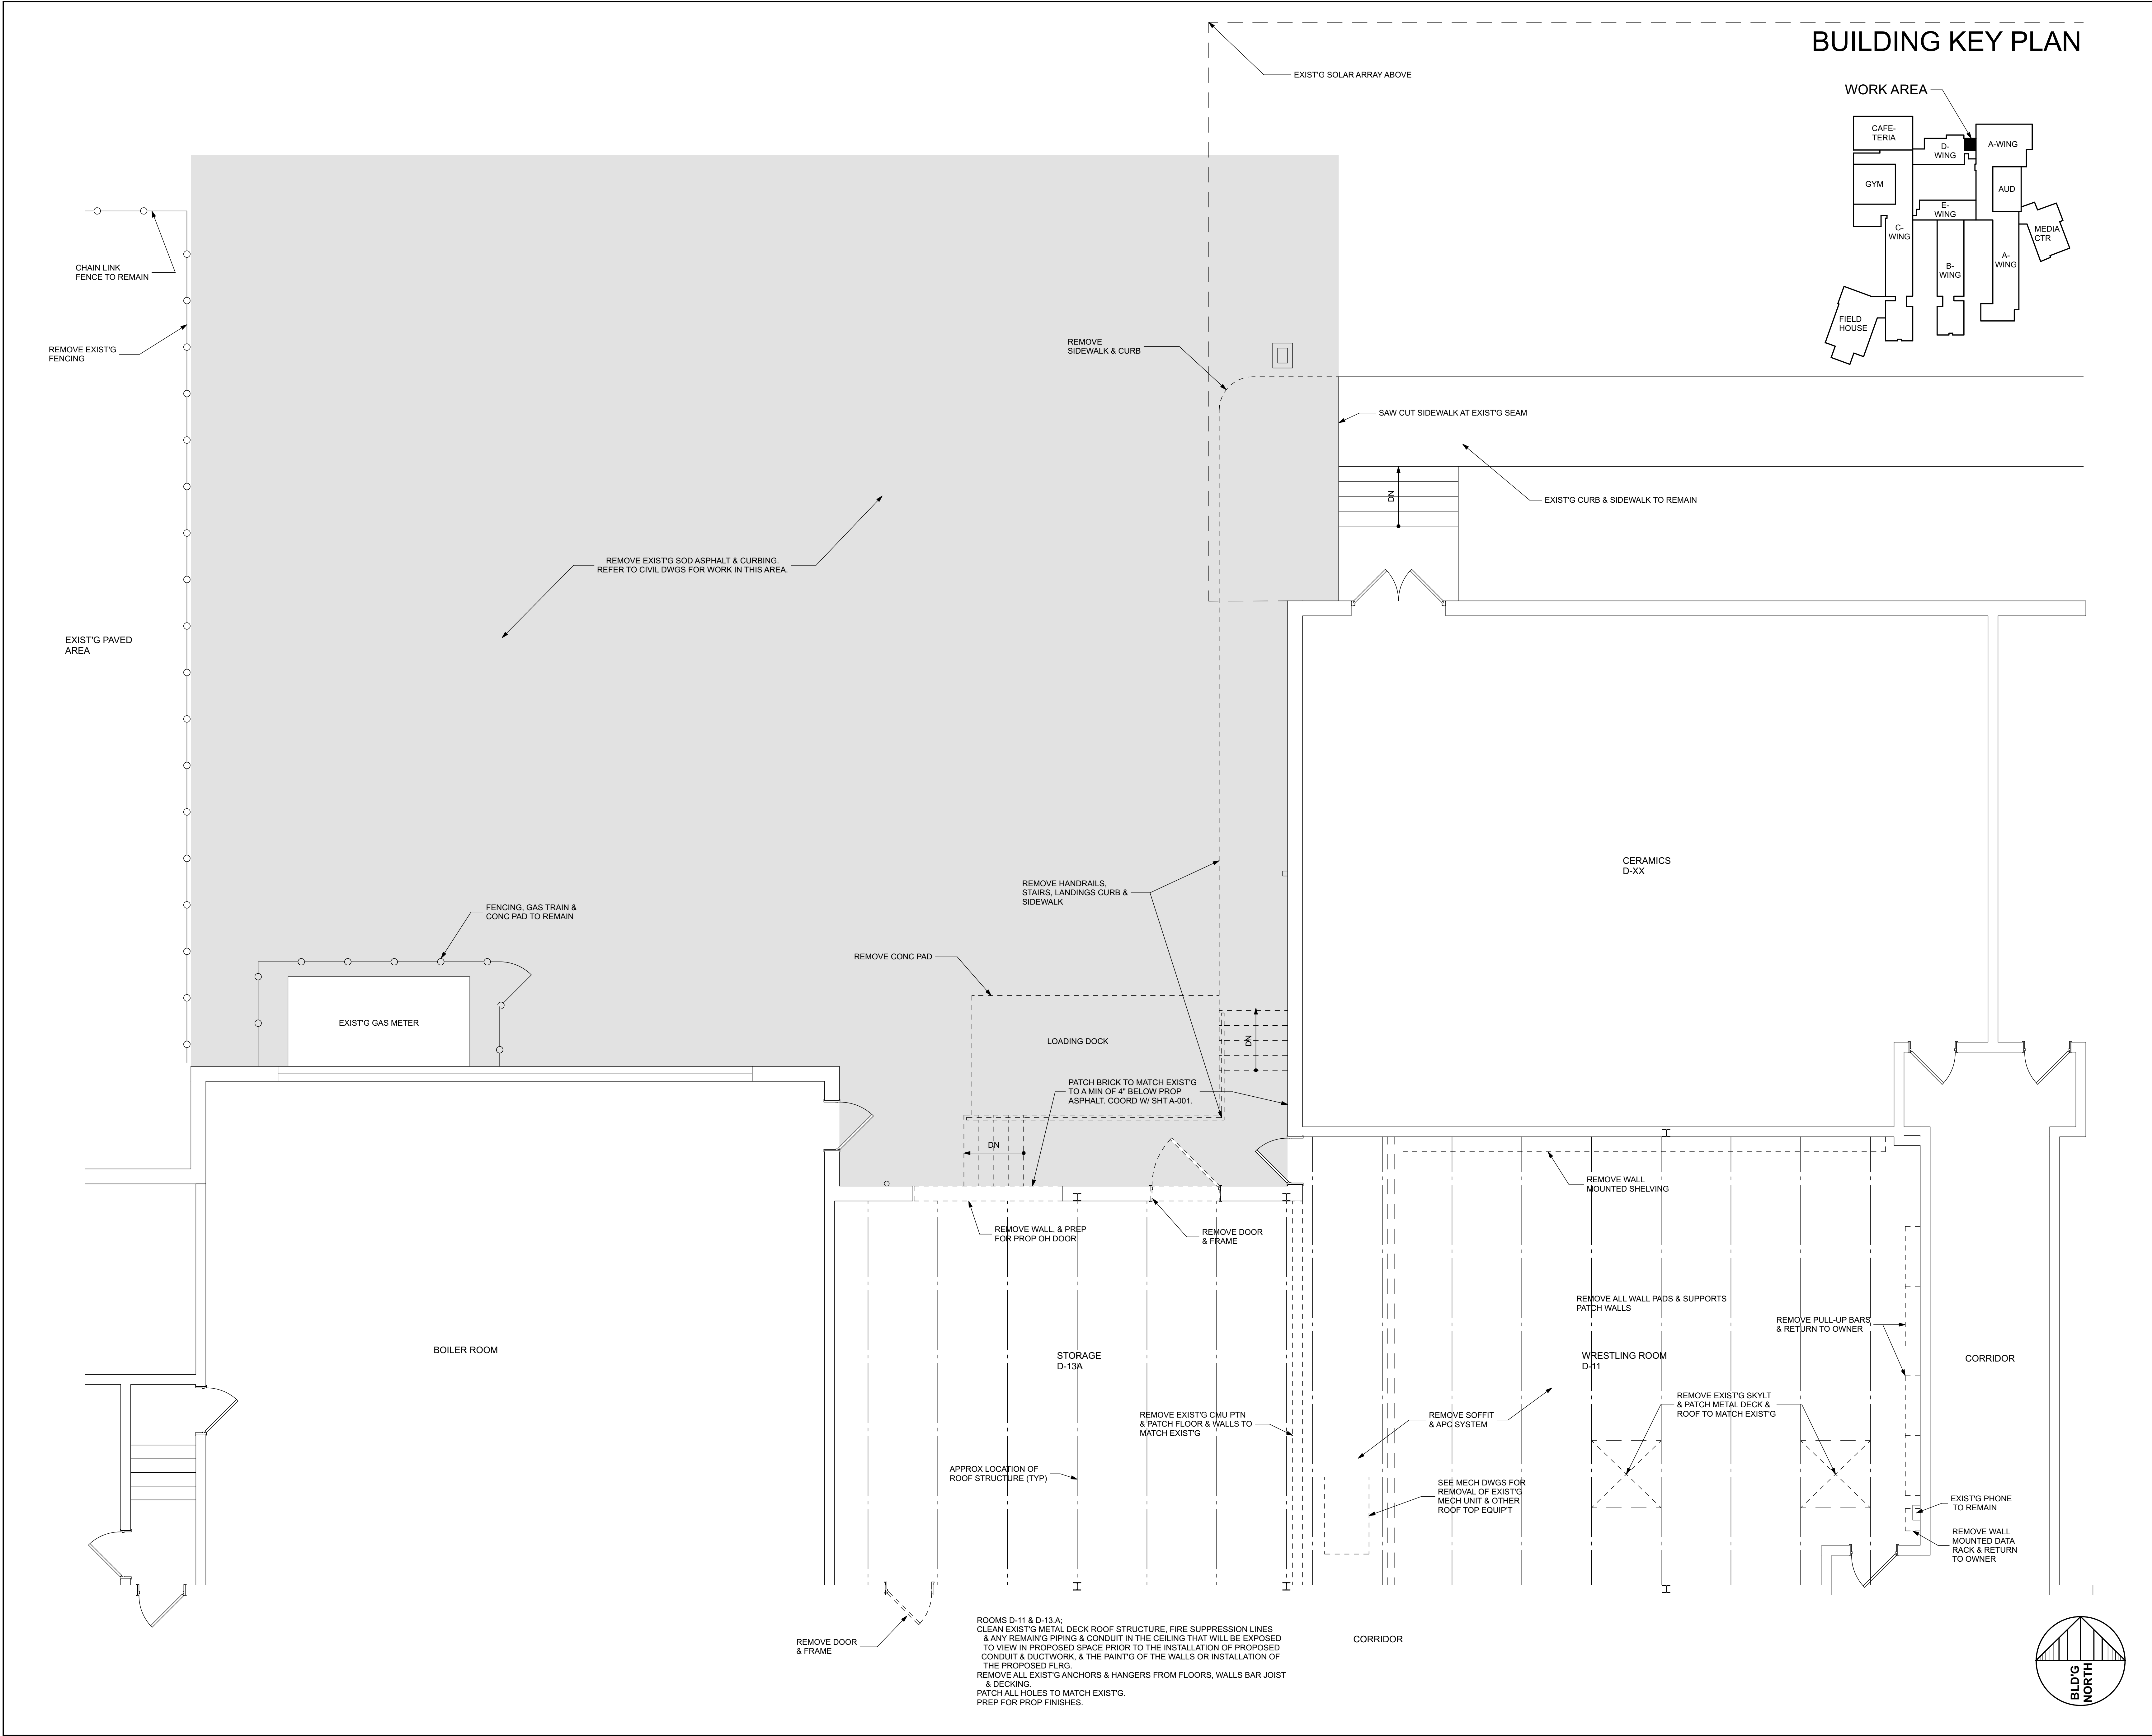 BUILDING KEY PLAN
EXIST'G SOLAR ARRAY ABOVE
WORK AREA
CAFE-
TERIA
D-
WING
A-WING
GYM
AUD
E-
WING
C-
WING
MEDIA
CTR
B-
WING
A-
WING
FIELD
HOUSE
CHAIN LINK
FENCE TO REMAIN
REMOVE EXIST'G
FENCING
REMOVE
SIDEWALK & CURB
SAW CUT SIDEWALK AT EXIST'G SEAM
DN
EXIST'G CURB & SIDEWALK TO REMAIN
REMOVE EXIST'G SOD ASPHALT & CURBING.
REFER TO CIVIL DWGS FOR WORK IN THIS AREA.
EXIST'G PAVED
AREA
CERAMICS
D-XX
REMOVE HANDRAILS,
STAIRS, LANDINGS CURB &
SIDEWALK
FENCING, GAS TRAIN &
CONC PAD TO REMAIN
REMOVE CONC PAD
EXIST'G GAS METER
LOADING DOCK
DN
PATCH BRICK TO MATCH EXIST'G
TO A MIN OF 4" BELOW PROP
ASPHALT. COORD W/ SHT A-001.
DN
REMOVE WALL
MOUNTED SHELVING
REMOVE WALL, & PREP
FOR PROP OH DOOR
REMOVE DOOR
& FRAME
REMOVE ALL WALL PADS & SUPPORTS
PATCH WALLS
REMOVE PULL-UP BARS
& RETURN TO OWNER
BOILER ROOM
STORAGE
D-13A
WRESTLING ROOM
D-11
CORRIDOR
REMOVE EXIST'G SKYLT
& PATCH METAL DECK &
ROOF TO MATCH EXIST'G
REMOVE EXIST'G CMU PTN
& PATCH FLOOR & WALLS TO
MATCH EXIST'G
REMOVE SOFFIT
& APC SYSTEM
APPROX LOCATION OF
ROOF STRUCTURE (TYP)
SEE MECH DWGS FOR
REMOVAL OF EXIST'G
MECH UNIT & OTHER
ROOF TOP EQUIP'T
EXIST'G PHONE
TO REMAIN
REMOVE WALL
MOUNTED DATA
RACK & RETURN
TO OWNER
REMOVE DOOR
& FRAME
ROOMS D-11 & D-13.A;
CLEAN EXIST'G METAL DECK ROOF STRUCTURE, FIRE SUPPRESSION LINES
& ANY REMAIN'G PIPING & CONDUIT IN THE CEILING THAT WILL BE EXPOSED
TO VIEW IN PROPOSED SPACE PRIOR TO THE INSTALLATION OF PROPOSED
CONDUIT & DUCTWORK, & THE PAINT'G OF THE WALLS OR INSTALLATION OF
THE PROPOSED FLRG.
REMOVE ALL EXIST'G ANCHORS & HANGERS FROM FLOORS, WALLS BAR JOIST
& DECKING.
PATCH ALL HOLES TO MATCH EXIST'G.
PREP FOR PROP FINISHES.
CORRIDOR
BLD'G
NORTH